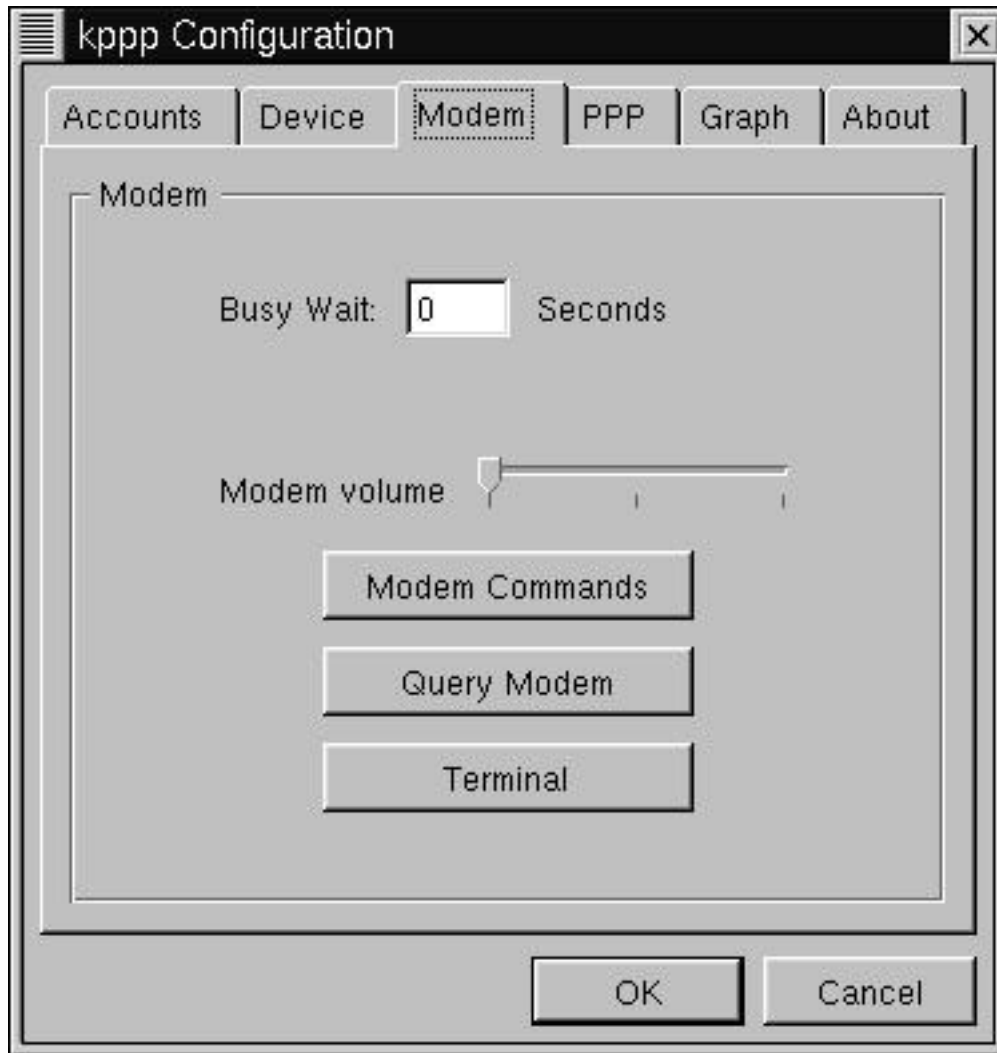 kppp Configuration
Accounts Device Modem PPP Graph About
Modem
Busy Wait: 0 Seconds
Modem volume
Modem Commands
Query Modem
Terminal
OK Cancel